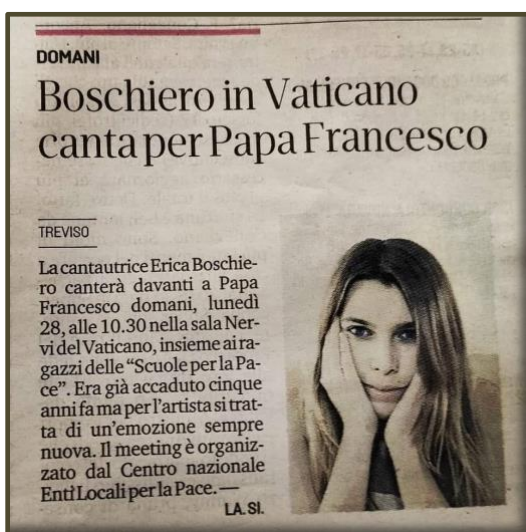 DOMANI
Boschiero in Vaticano
canta per Papa Francesco
TREVISO
La cantautrice Erica Boschie-
ro canterà davanti a Papa
Francesco domani, lunedì
28, alle 10.30 nella sala Ner-
vi del Vaticano, insieme ai ra-
gazzi delle “Scuole per la Pa-
ce”. Era già accaduto cinque
anni fa ma per l’artista si trat-
ta di un’emozione sempre
nuova. Il meeting è organiz-
zato dal Centro nazionale
Enti Locali per la Pace. —
LA. SI.